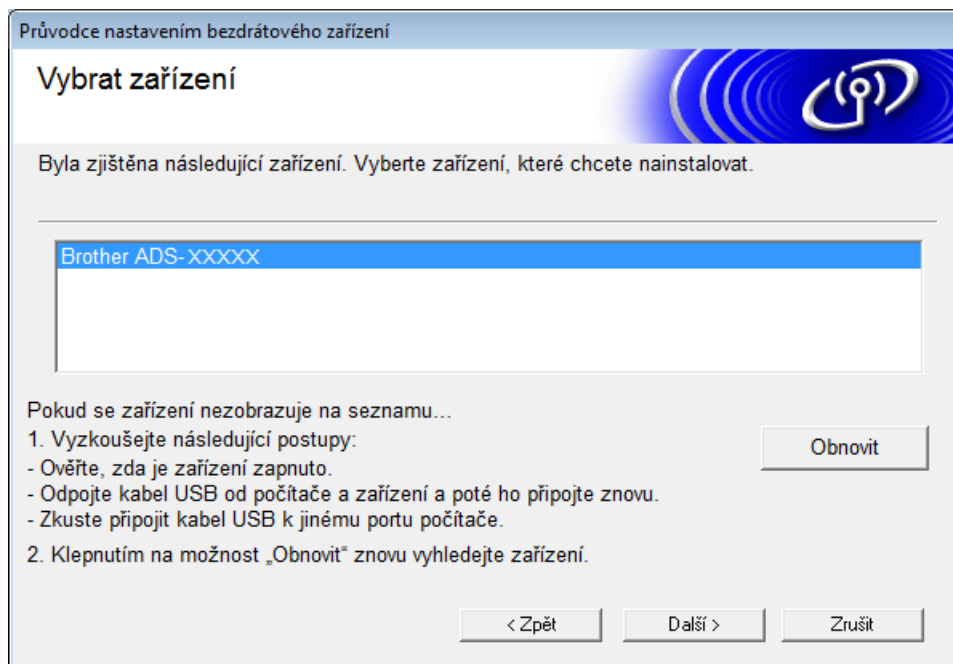 Průvodce nastavením bezdrátového zařízení
Vybrat zařízení
Byla zjištěna následující zařízení. Vyberte zařízení, které chcete nainstalovat.
Brother ADS-XXXXX
Pokud se zařízení nezobrazuje na seznamu...
1. Vyzkoušejte následující postupy:
- Ověřte, zda je zařízení zapnuto.
- Odpojte kabel USB od počítače a zařízení a poté ho připojte znovu.
- Zkuste připojit kabel USB k jinému portu počítače.
2. Klepnutím na možnost „Obnovit“ znovu vyhledejte zařízení.
Obnovit
< Zpět
Další >
Zrušit